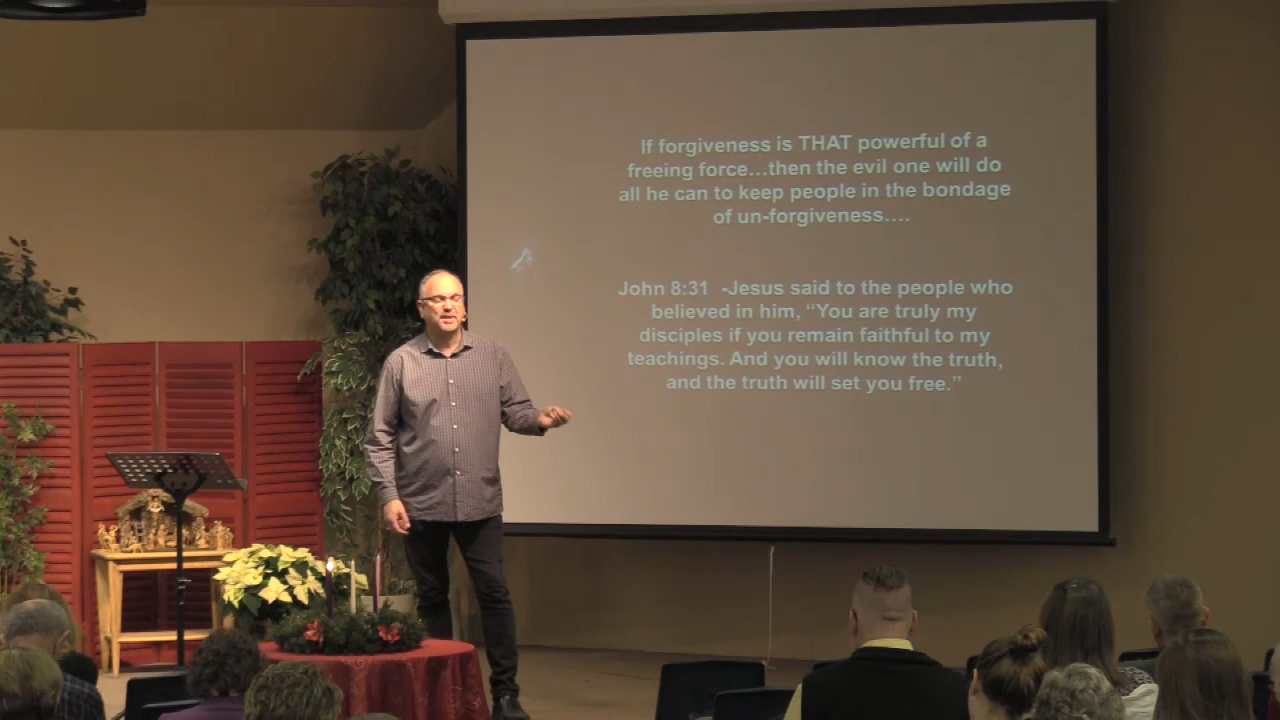 If forgiveness is THAT powerful of a
freeing force...then the evil one will do
all he can to keep people in the bondage
of un-forgiveness....
John 8:31 -Jesus said to the people who
believed in him, “You are truly my
disciples if you remain faithful to my
teachings. And you will know the truth,
and the truth will set you free.”